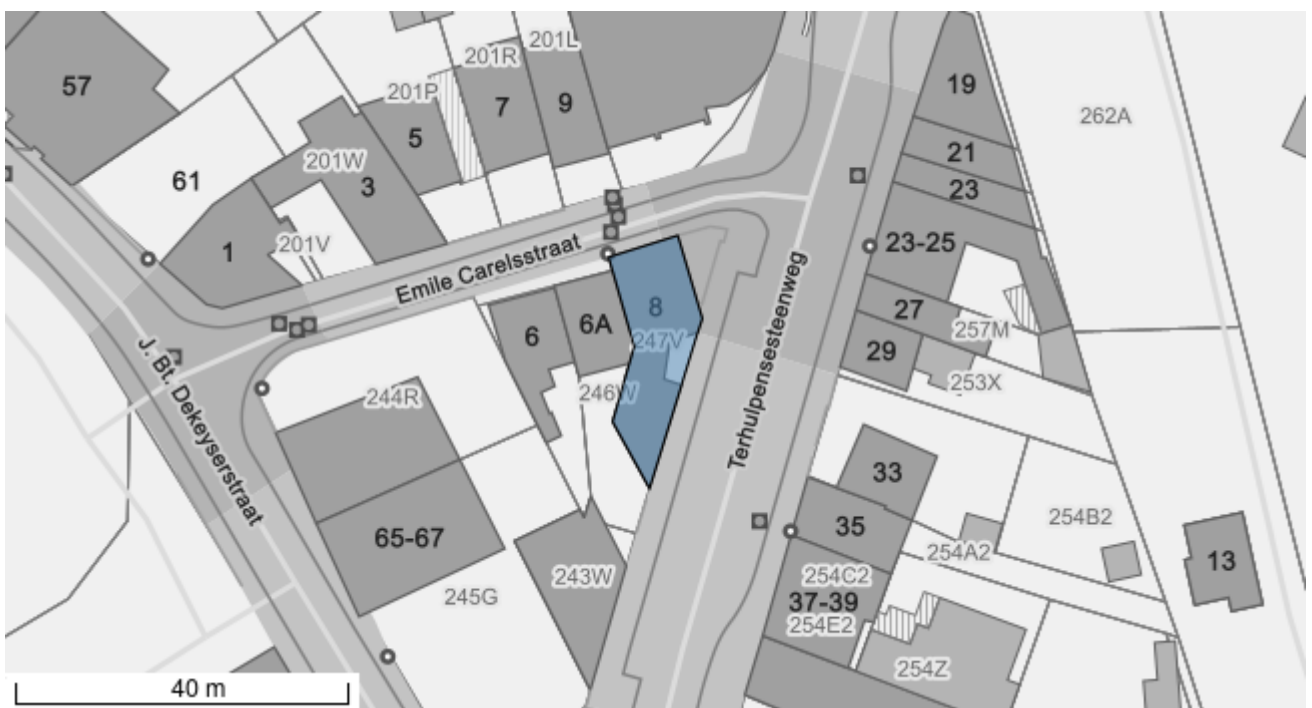 201L
201R
19
57
201P
7
9
262A
5
21
201W
61
3
23
1
201V
23-25
Emile Carelsstraat
8
27
6
6A
257M
247V
29
J. Bt. Dekeyserstraat
244R
246W
253X
Terhulpensesteenweg
33
254B2
35
65-67
254A2
13
243W
254C2
245G
37-39
254E2
254Z
40 m